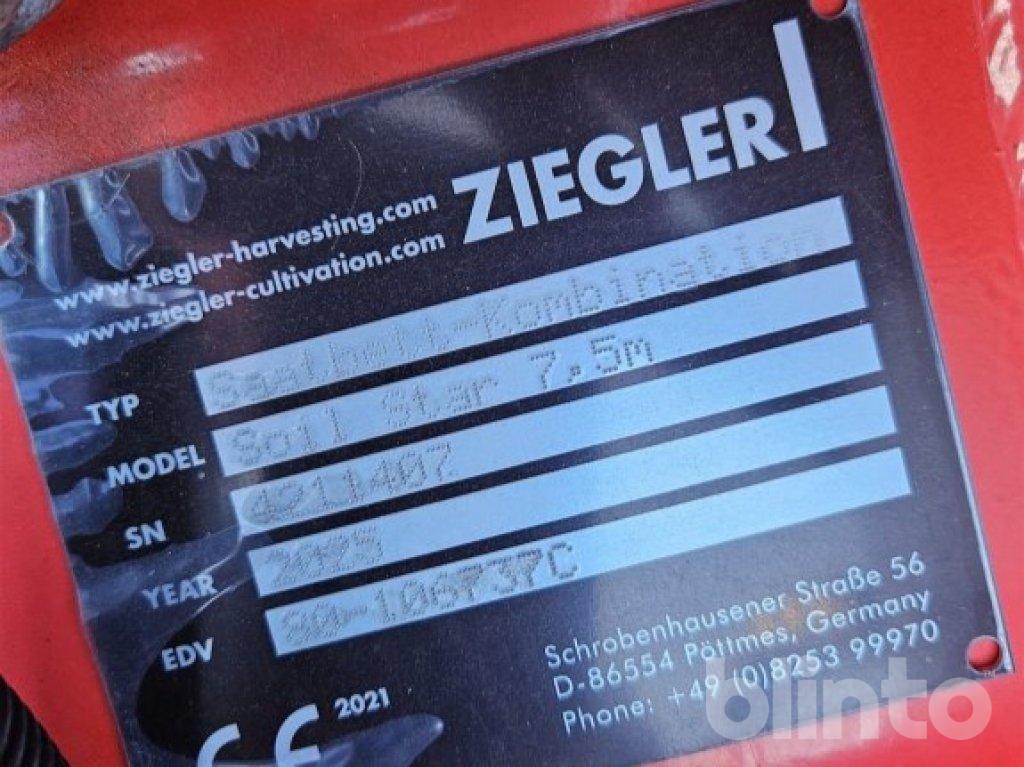 ZIEGLER
www.ziegler-harvesting.com
www.ziegler-cultivation.com
TYP Saatbett-Kombination
MODEL Soil Star 7,5m
SN 4211407
YEAR 2025
EDV 80-106737C
CE 2021
Schrobenhausener Straße 56
D-86554 Pöttmes, Germany
Phone: +49 (0)8253 99970
blinto